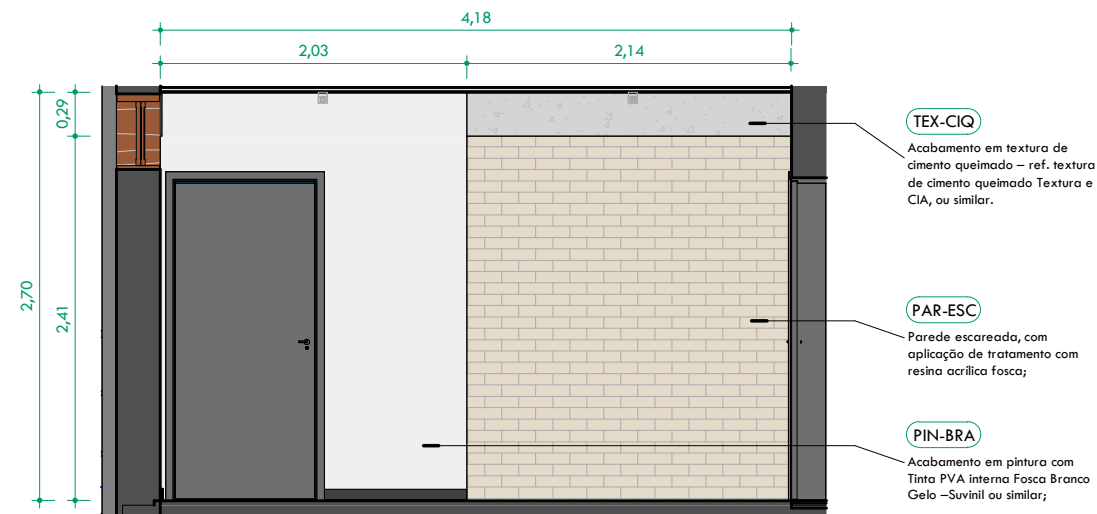 4,18
2,03
2,14
0,29
2,70
2,41
TEX-CIQ
Acabamento em textura de
cimento queimado – ref. textura
de cimento queimado Textura e
CIA, ou similar.
PAR-ESC
Parede escareada, com
aplicação de tratamento com
resina acrílica fosca;
PIN-BRA
Acabamento em pintura com
Tinta PVA interna Fosca Branco
Gelo –Suvinil ou similar;